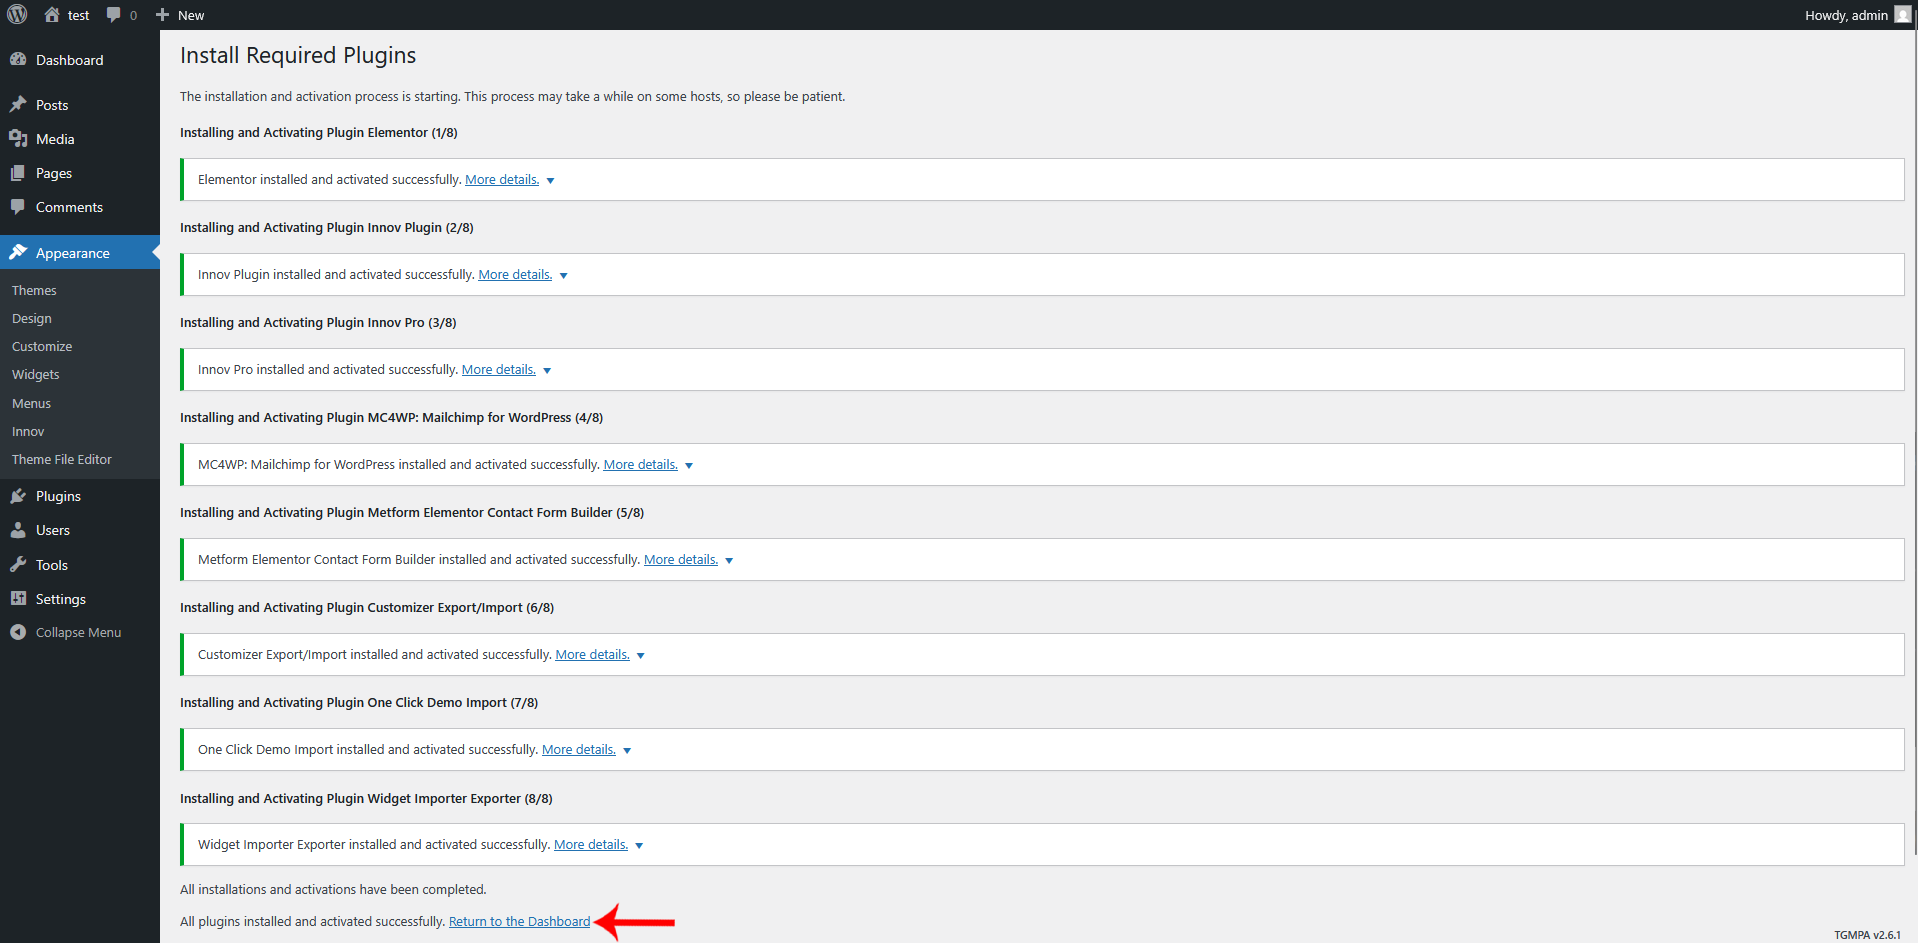 test
0
New
Howdy, admin
Dashboard
Posts
Media
Pages
Comments
Appearance
Themes
Design
Customize
Widgets
Menus
Innov
Theme File Editor
Plugins
Users
Tools
Settings
Collapse Menu
Install Required Plugins
The installation and activation process is starting. This process may take a while on some hosts, so please be patient.
Installing and Activating Plugin Elementor (1/8)
Elementor installed and activated successfully. More details.
Installing and Activating Plugin Innov Plugin (2/8)
Innov Plugin installed and activated successfully. More details.
Installing and Activating Plugin Innov Pro (3/8)
Innov Pro installed and activated successfully. More details.
Installing and Activating Plugin MC4WP: Mailchimp for WordPress (4/8)
MC4WP: Mailchimp for WordPress installed and activated successfully. More details.
Installing and Activating Plugin Metform Elementor Contact Form Builder (5/8)
Metform Elementor Contact Form Builder installed and activated successfully. More details.
Installing and Activating Plugin Customizer Export/Import (6/8)
Customizer Export/Import installed and activated successfully. More details.
Installing and Activating Plugin One Click Demo Import (7/8)
One Click Demo Import installed and activated successfully. More details.
Installing and Activating Plugin Widget Importer Exporter (8/8)
Widget Importer Exporter installed and activated successfully. More details.
All installations and activations have been completed.
All plugins installed and activated successfully. Return to the Dashboard
TGMPA v2.6.1